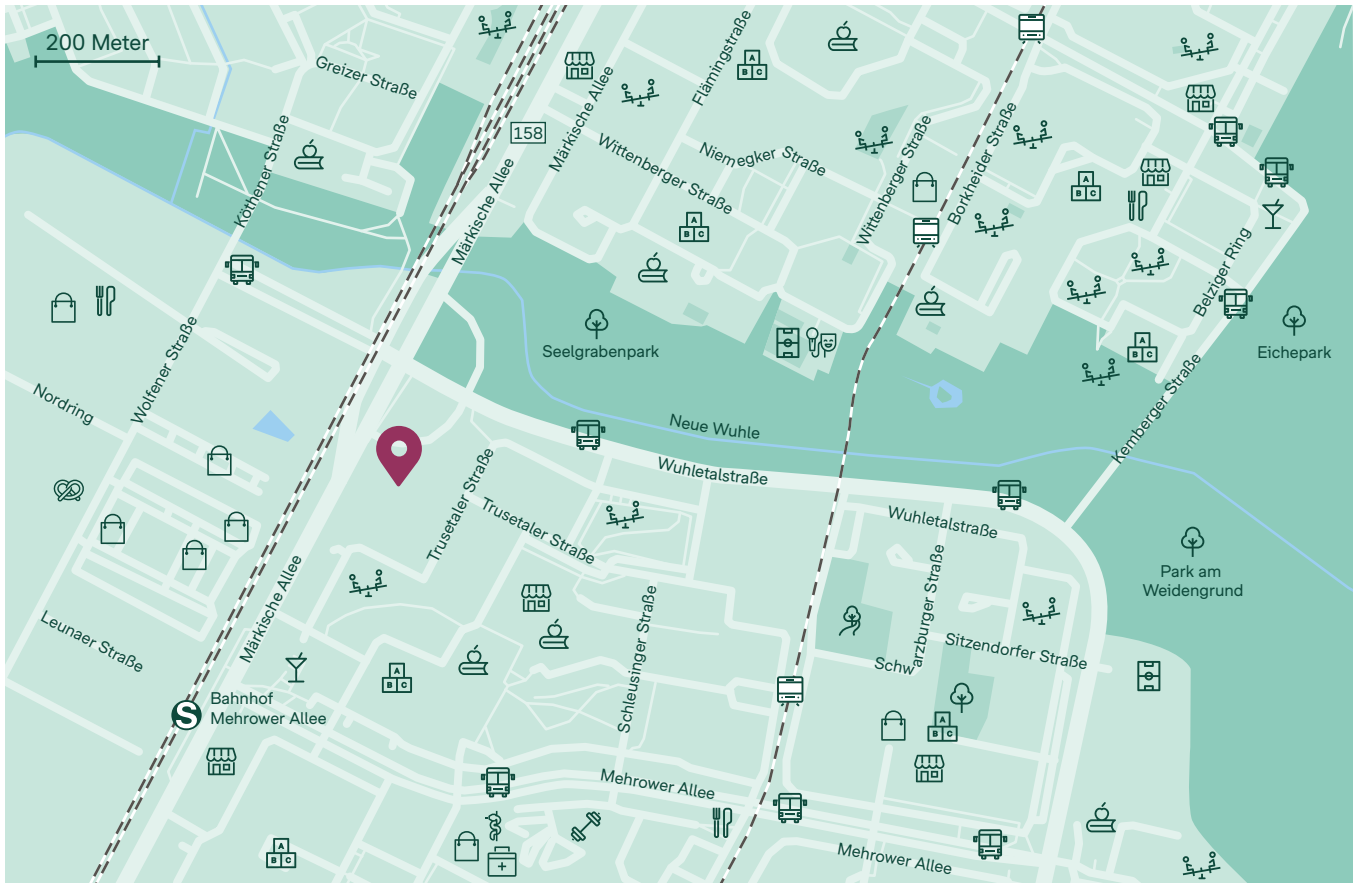 200 Meter
Greizer Straße
Flämingstraße
Märkische Allee
158
Köthener Straße
Wittenberger Straße
Niemegker Straße
Wittenberger Straße
Borkheider Straße
Märkische Allee
Belziger Ring
Seelgrabenpark
Eichepark
Wolfener Straße
Nordring
Kemberger Straße
Neue Wuhle
Wuhletalstraße
Trusetaler Straße
Trusetaler Straße
Wuhletalstraße
Park am
Weidengrund
Märkische Allee
Schwarzburger Straße
Schleusinger Straße
Leunaer Straße
Sitzendorfer Straße
Bahnhof
Mehrower Allee
S
Mehrower Allee
Mehrower Allee
A
B C
A
B C
A
B C
A
B C
A
B C
A
B C
A
B C